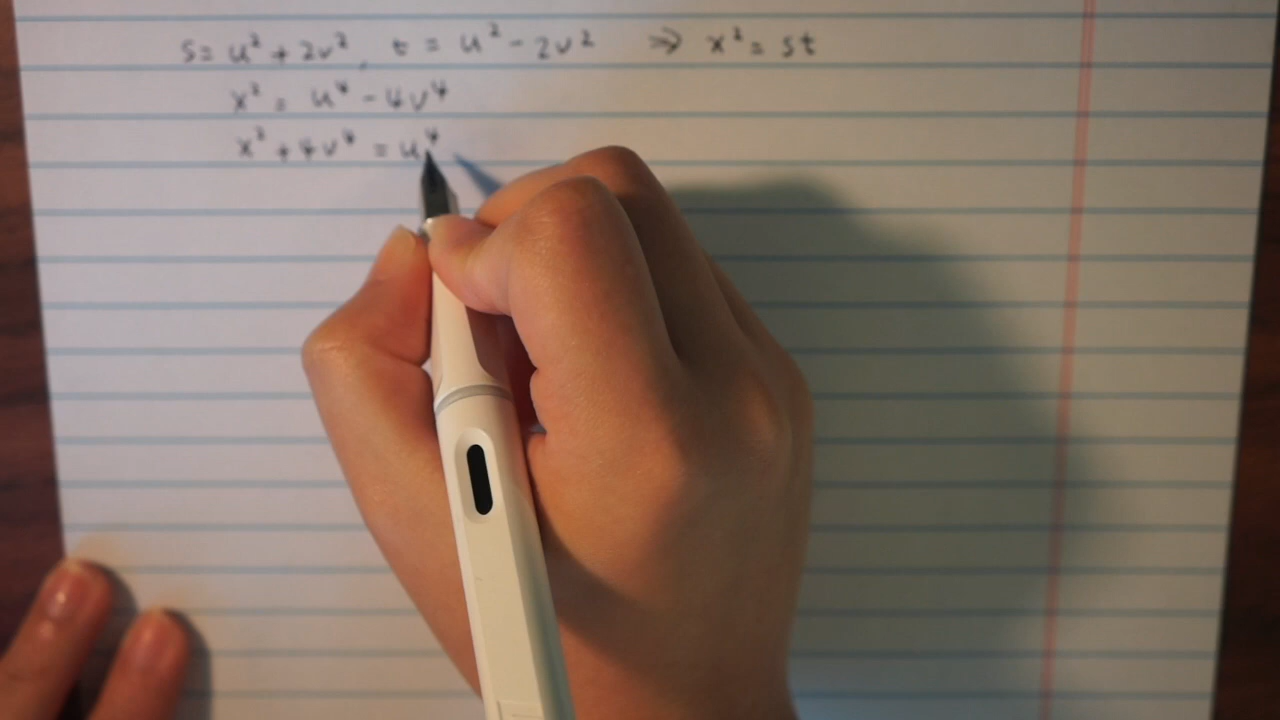 s = u² + 2v², t = u² - 2v² ⇒ x² = st
x² = u⁴ - 4v⁴
x² + 4v⁴ = u⁴